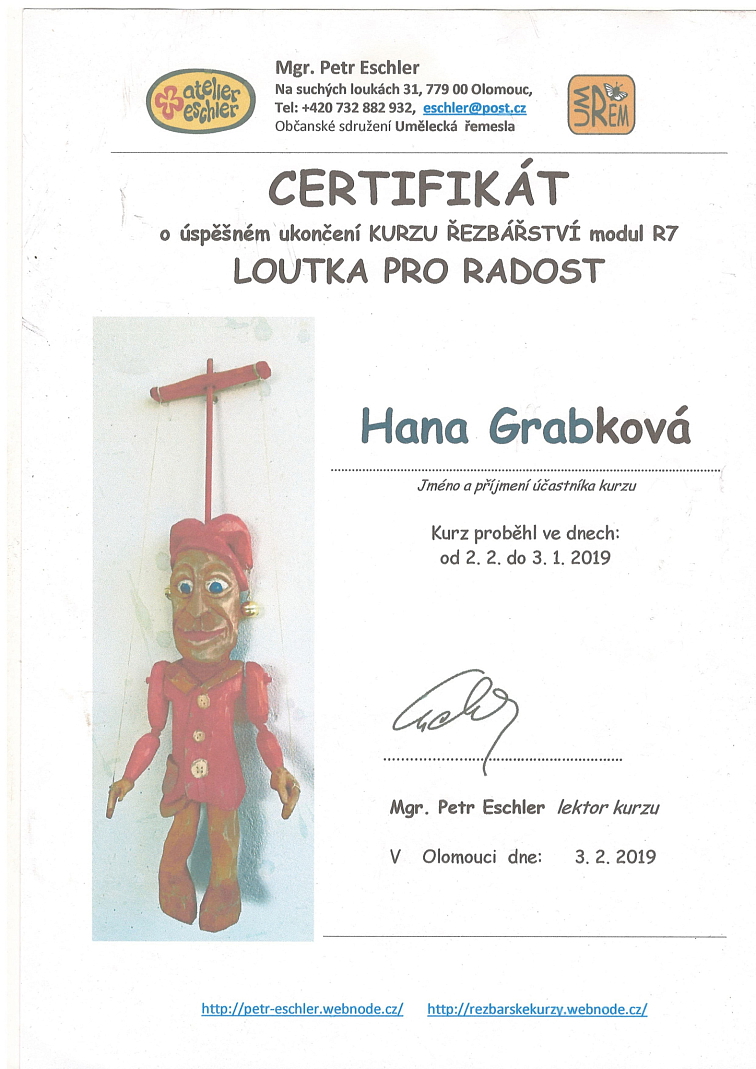 atelier
eschler
Mgr. Petr Eschler
Na suchých loukách 31, 779 00 Olomouc,
Tel: +420 732 882 932, eschler@post.cz
Občanské sdružení Umělecká řemesla
UM
ŘEM
CERTIFIKÁT
o úspěšném ukončení KURZU ŘEZBÁŘSTVÍ modul R7
LOUTKA PRO RADOST
Hana Grabková
Jméno a příjmení účastníka kurzu
Kurz proběhl ve dnech:
od 2. 2. do 3. 1. 2019
Mgr. Petr Eschler lektor kurzu
V Olomouci dne: 3. 2. 2019
http://petr-eschler.webnode.cz/ http://rezbarskekurzy.webnode.cz/